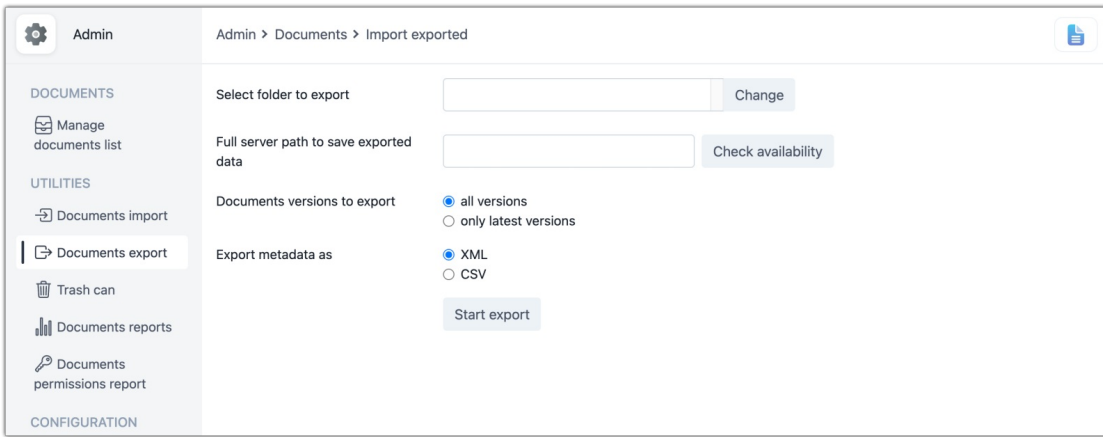 Admin
Admin > Documents > Import exported
DOCUMENTS
Manage
documents list
UTILITIES
Documents import
Documents export
Trash can
Documents reports
Documents
permissions report
CONFIGURATION
Select folder to export
Change
Full server path to save exported
data
Check availability
Documents versions to export
all versions
only latest versions
Export metadata as
XML
CSV
Start export